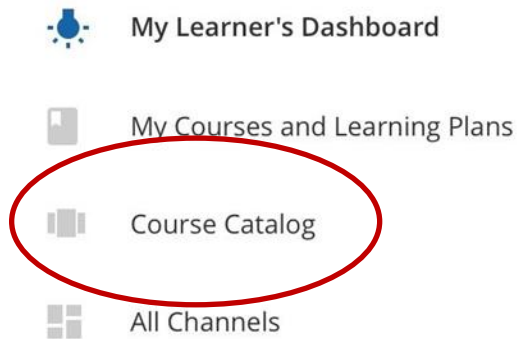 My Learner's Dashboard
My Courses and Learning Plans
Course Catalog
All Channels